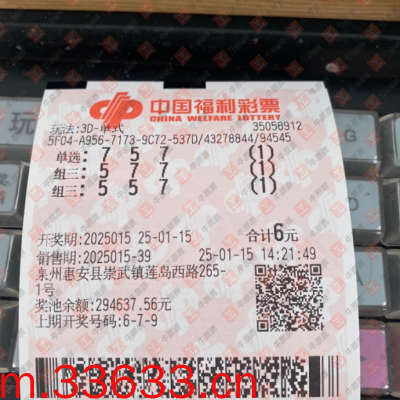 中国福利彩票
CHINA WELFARE LOTTERY
玩法:3D-单式 35058912
5F04-A956-7173-9C72-537D/43278844/94545
单选: 7 5 7 (1)
组三: 5 7 7 (1)
组三: 5 5 7 (1)
开奖期:2025015 25-01-15 合计6元
销售期:2025015-39 25-01-15 14:21:49
泉州惠安县崇武镇莲岛西路265-
1号
奖池余额:294637.56元
上期开奖号码:6-7-9
m.33633.cn
玩
G